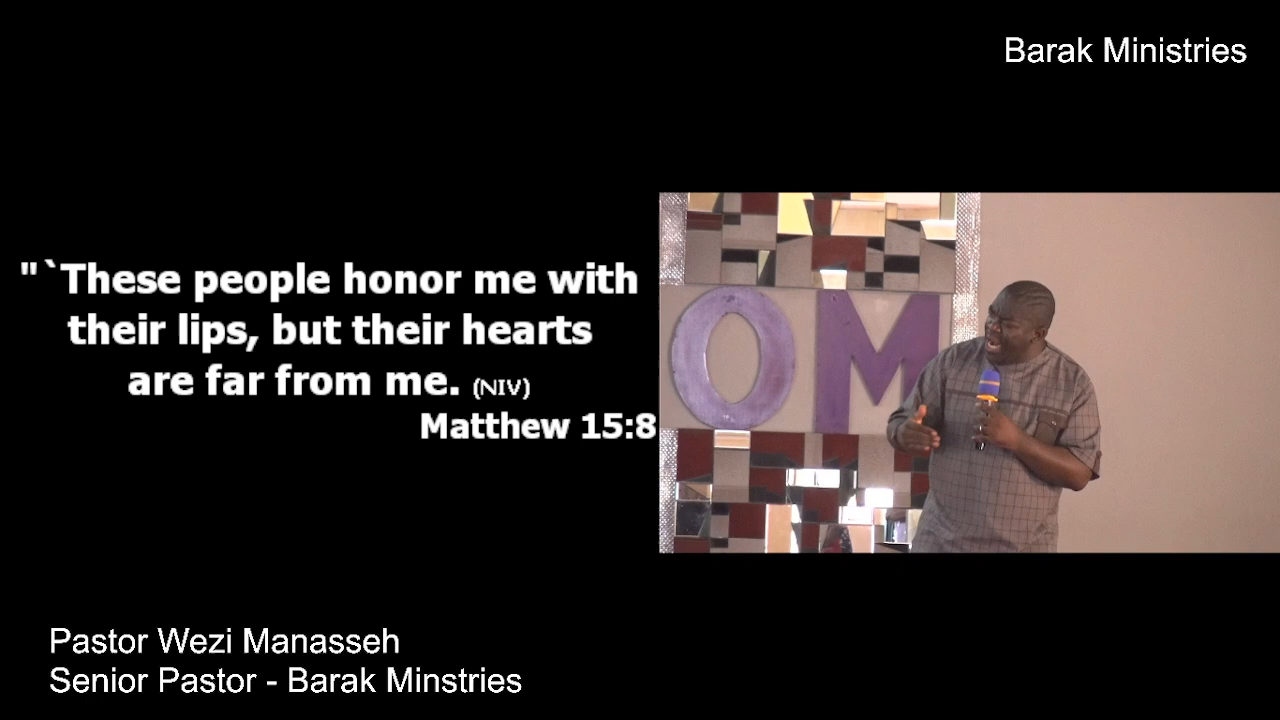 Barak Ministries
"`These people honor me with
their lips, but their hearts
are far from me. (NIV)
Matthew 15:8
OM
Pastor Wezi Manasseh
Senior Pastor - Barak Minstries